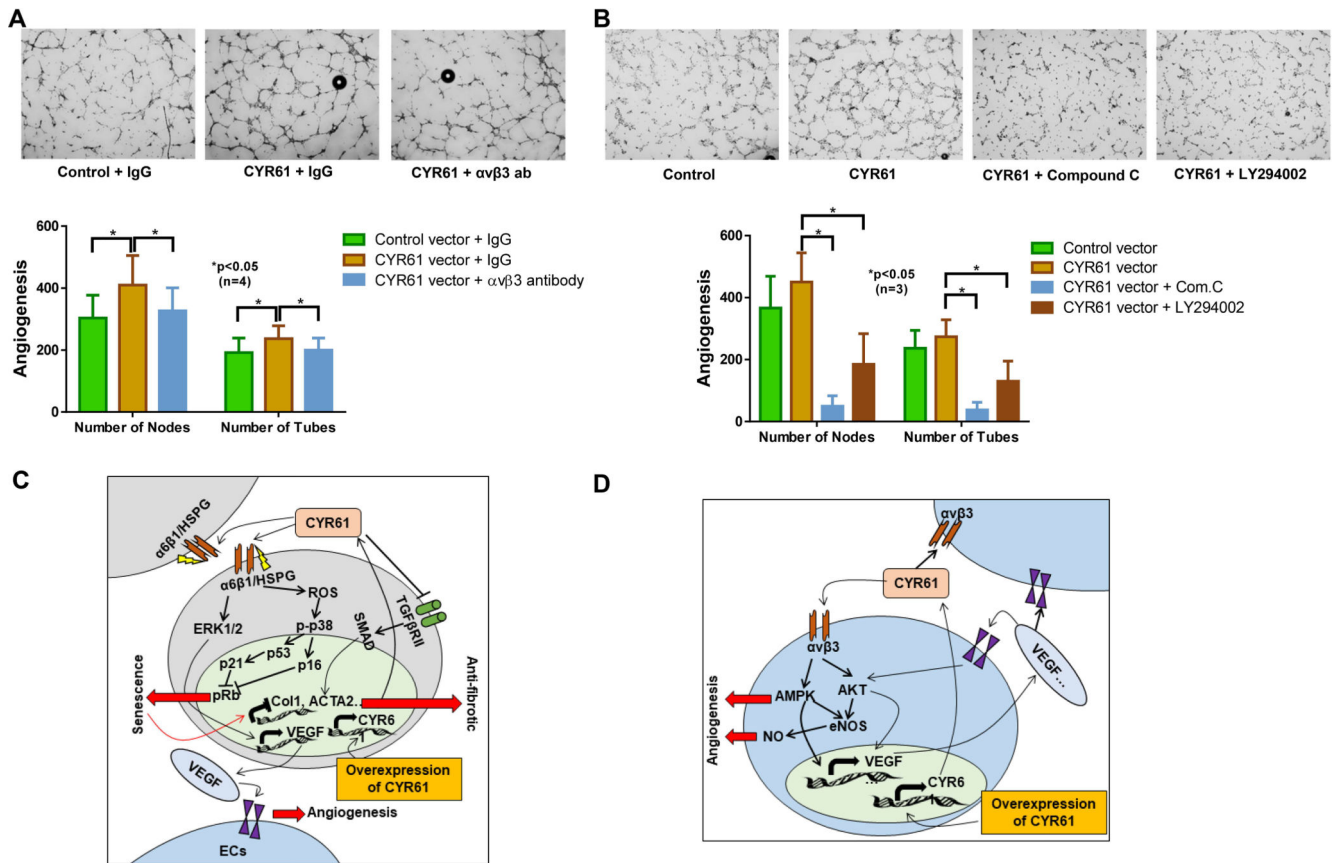 A
Control + IgG
CYR61 + IgG
CYR61 + αvβ3 ab
Angiogenesis
600
400
200
0
*
*
*
*
*p<0.05
(n=4)
Control vector + IgG
CYR61 vector + IgG
CYR61 vector + αvβ3 antibody
Number of Nodes
Number of Tubes
B
Control
CYR61
CYR61 + Compound C
CYR61 + LY294002
Angiogenesis
600
400
200
0
*
*
*
*
*p<0.05
(n=3)
Control vector
CYR61 vector
CYR61 vector + Com.C
CYR61 vector + LY294002
Number of Nodes
Number of Tubes
C
α6β1/HSPG
CYR61
α6β1/HSPG
ROS
TGFβRII
SMAD
ERK1/2
p-p38
p53
p21
p16
pRb
Senescence
Anti-fibrotic
Col1, ACTA2..
CYR6
VEGF
VEGF
Overexpression
of CYR61
Angiogenesis
ECs
D
αvβ3
CYR61
αvβ3
VEGF...
AMPK
AKT
eNOS
NO
Angiogenesis
VEGF
...
CYR6
Overexpression
of CYR61